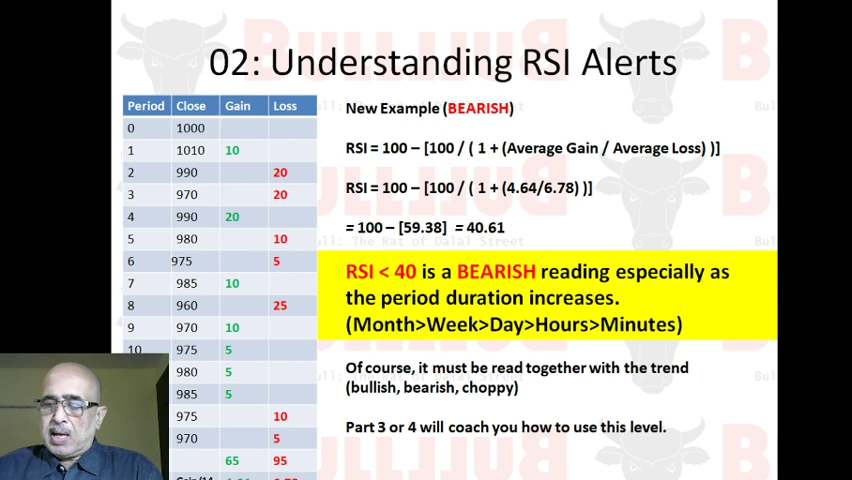 02: Understanding RSI Alerts
Period Close Gain Loss
0 1000
1 1010 10
2 990 20
3 970 20
4 990 20
5 980 10
6 975 5
7 985 10
8 960 25
9 970 10
10 975 5
980 5
985 5
975 10
970 5
65 95
New Example (BEARISH)
RSI = 100 – [100 / ( 1 + (Average Gain / Average Loss) )]
RSI = 100 – [100 / ( 1 + (4.64/6.78) )]
= 100 – [59.38] = 40.61
RSI < 40 is a BEARISH reading especially as
the period duration increases.
(Month>Week>Day>Hours>Minutes)
Of course, it must be read together with the trend
(bullish, bearish, choppy)
Part 3 or 4 will coach you how to use this level.